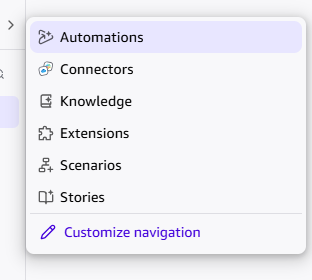 Automations
Connectors
Knowledge
Extensions
Scenarios
Stories
Customize navigation